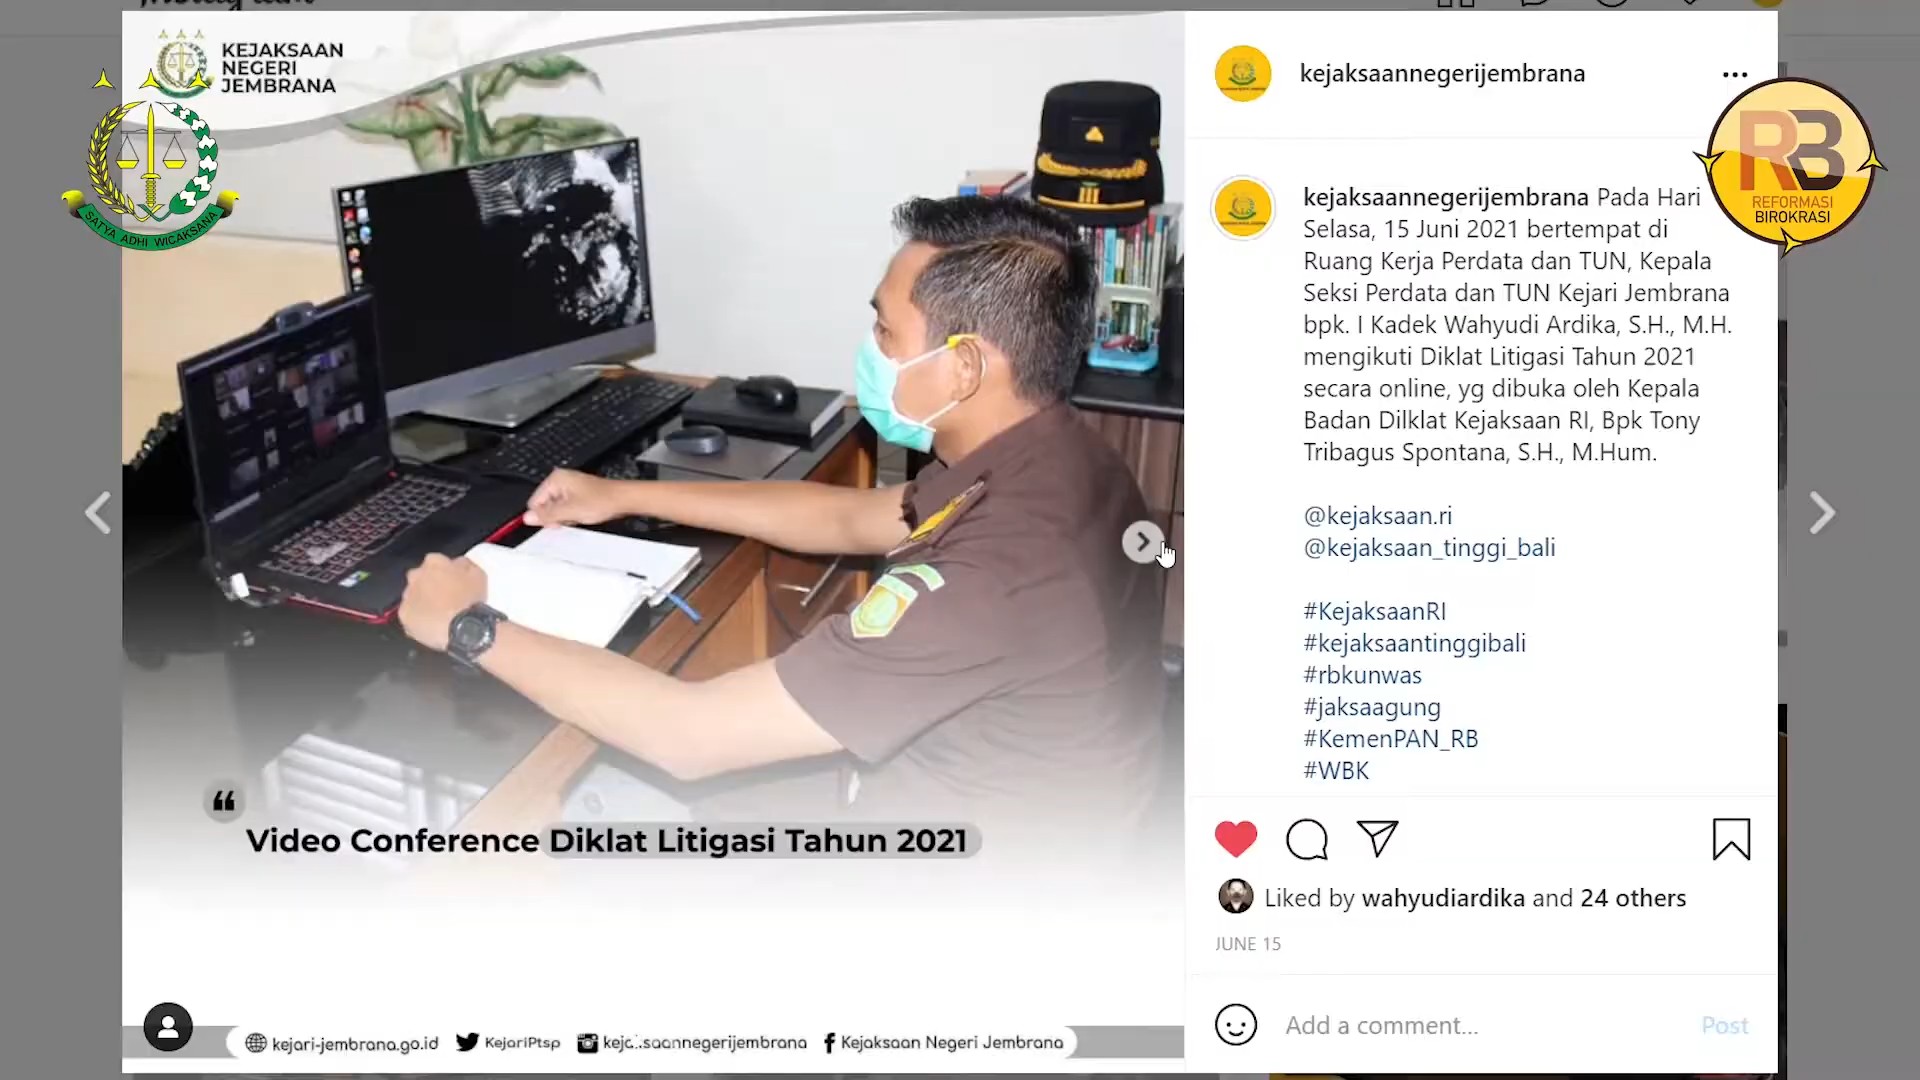 KEJAKSAAN
NEGERI
JEMBRANA
SATYA ADHI WICAKSANA
Video Conference Diklat Litigasi Tahun 2021
kejari-jembrana.go.id KejariPtsp kejaksaannegerijembrana Kejaksaan Negeri Jembrana
kejaksaannegerijembrana
RB
REFORMASI
BIROKRASI
kejaksaannegerijembrana Pada Hari
Selasa, 15 Juni 2021 bertempat di
Ruang Kerja Perdata dan TUN, Kepala
Seksi Perdata dan TUN Kejari Jembrana
bpk. I Kadek Wahyudi Ardika, S.H., M.H.
mengikuti Diklat Litigasi Tahun 2021
secara online, yg dibuka oleh Kepala
Badan Dilklat Kejaksaan RI, Bpk Tony
Tribagus Spontana, S.H., M.Hum.
@kejaksaan.ri
@kejaksaan_tinggi_bali
#KejaksaanRI
#kejaksaantinggibali
#rbkunwas
#jaksaagung
#KemenPAN_RB
#WBK
Liked by wahyudiardika and 24 others
JUNE 15
Add a comment...
Post